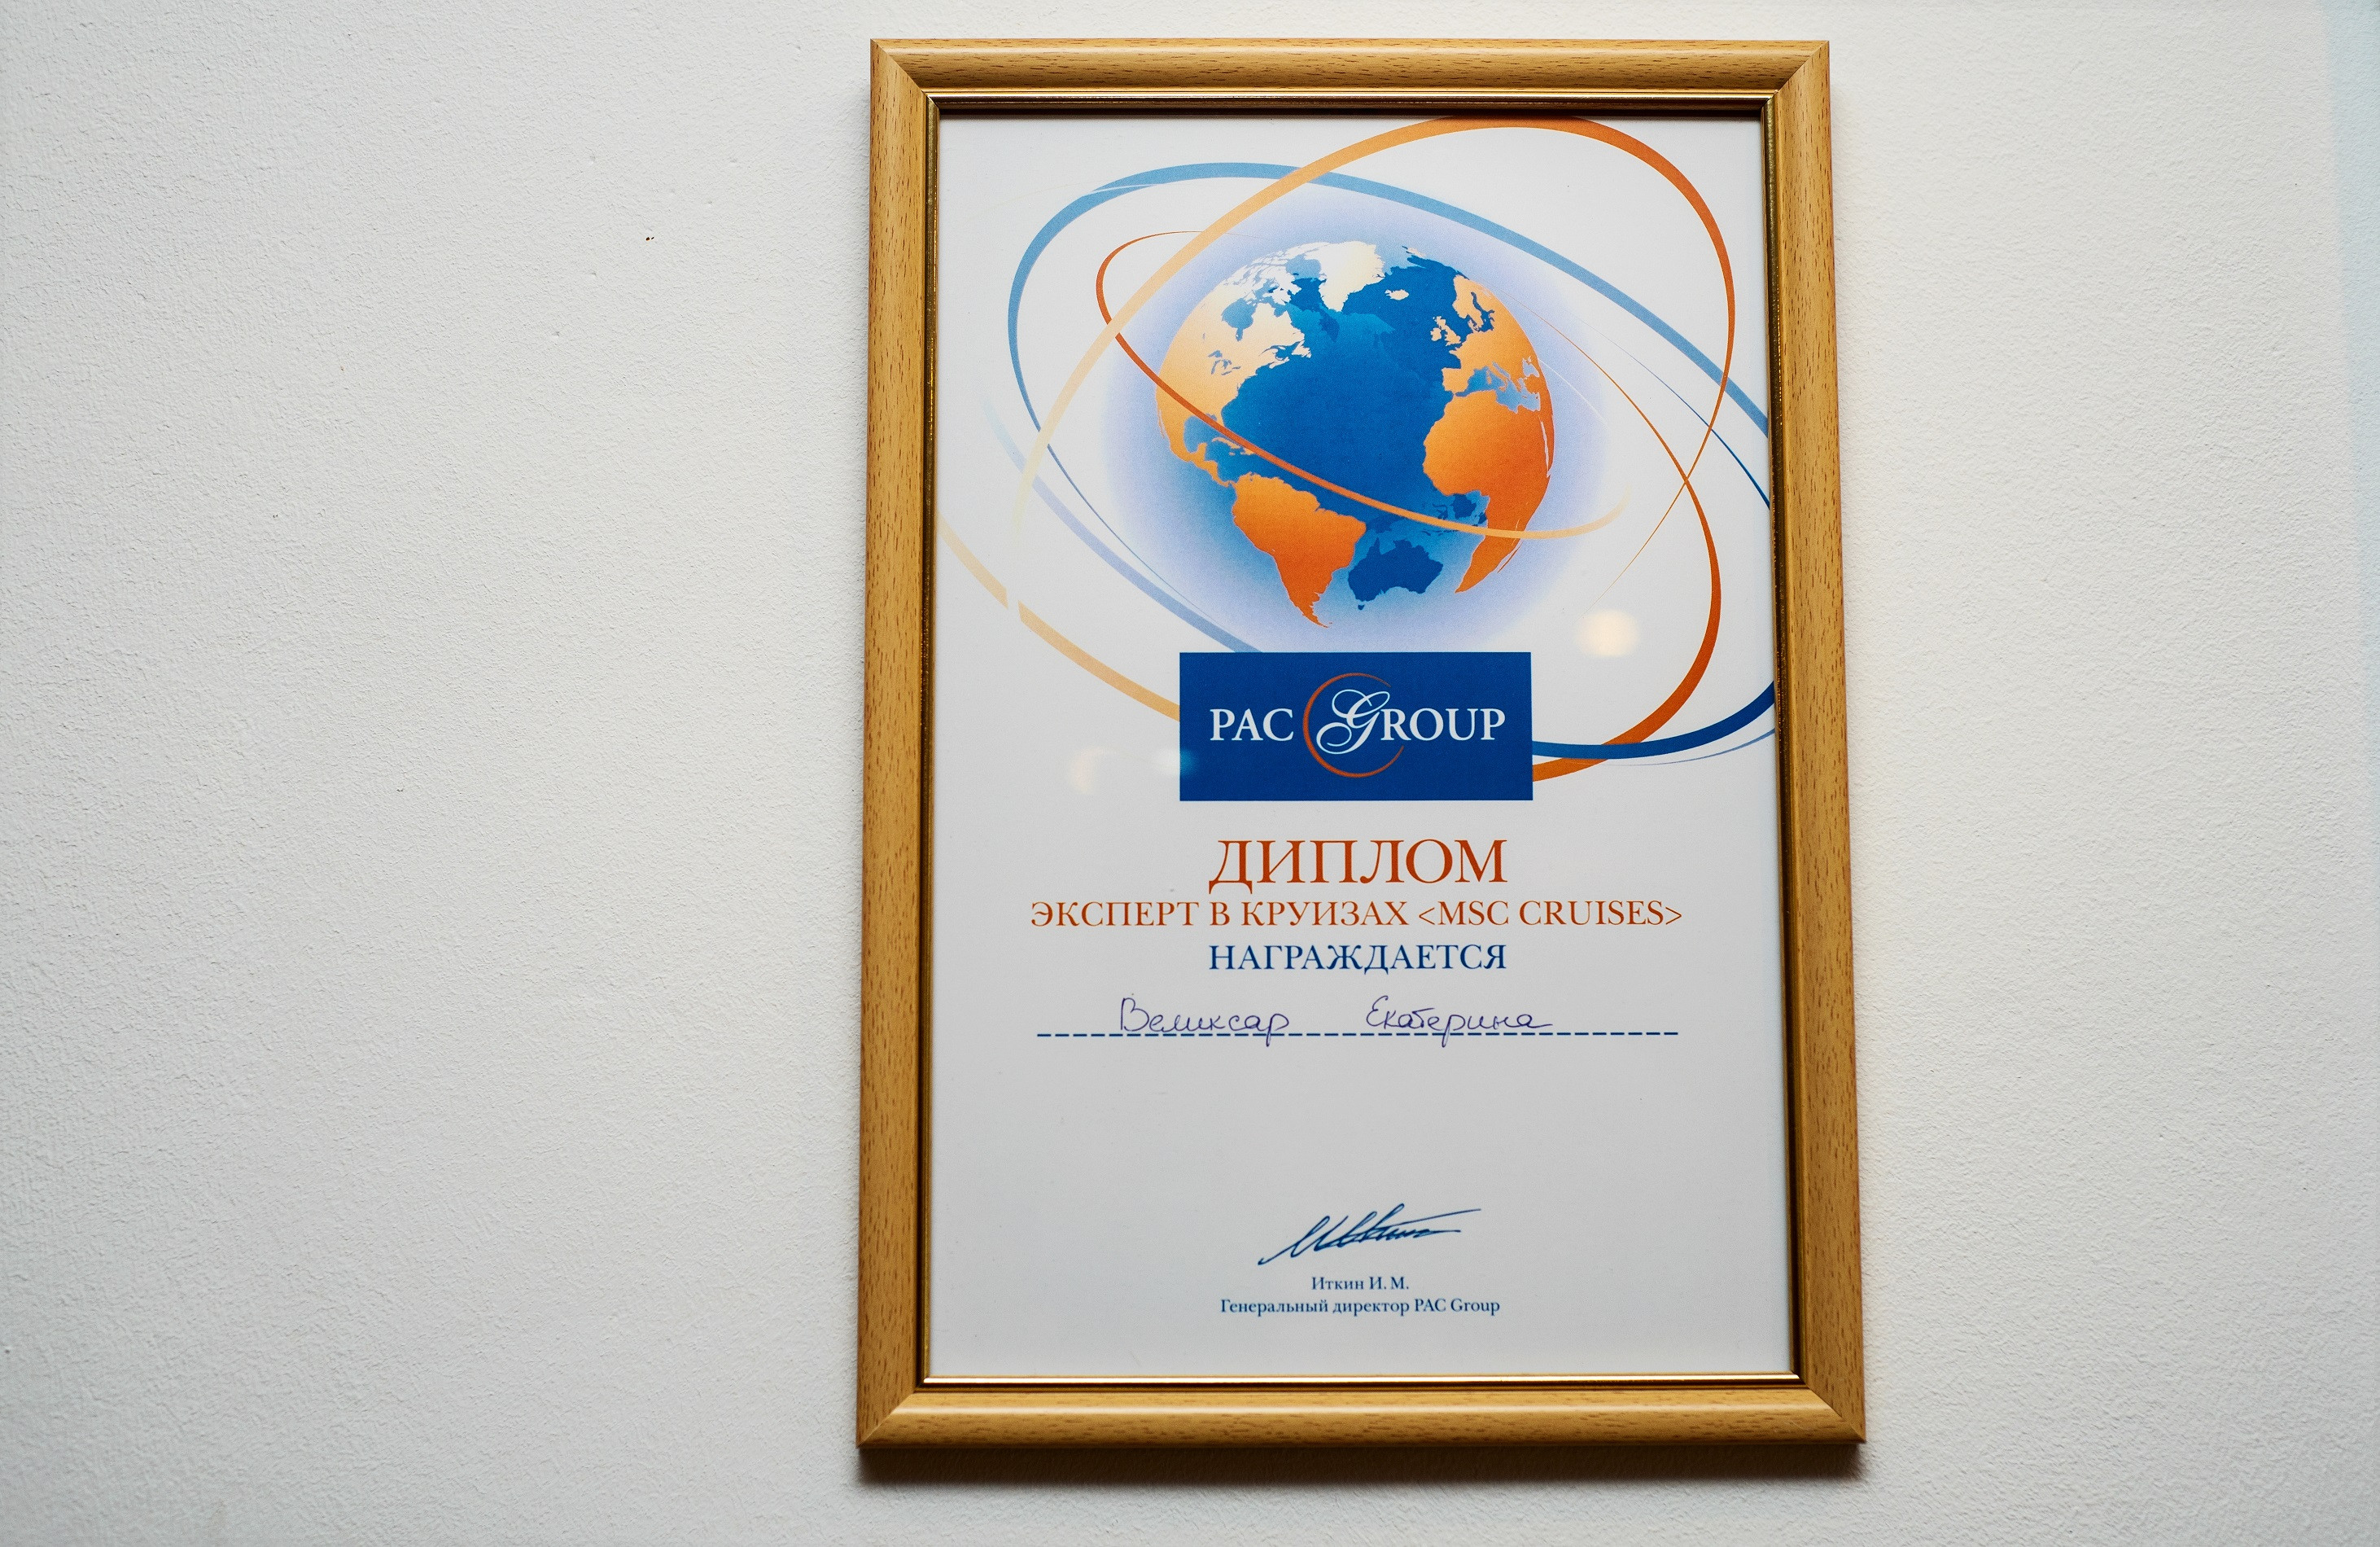 PAC GROUP
ДИПЛОМ
ЭКСПЕРТ В КРУИЗАХ <MSC CRUISES>
НАГРАЖДАЕТСЯ
Великсар Екатерина
Иткин И. М.
Генеральный директор PAC Group